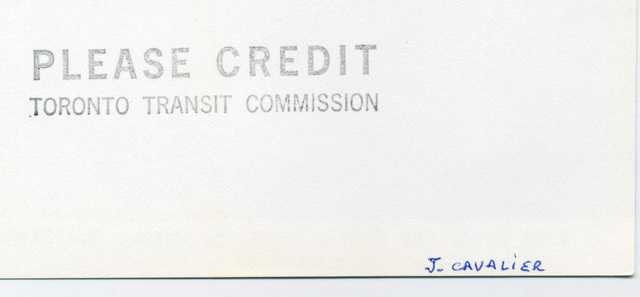 PLEASE CREDIT
TORONTO TRANSIT COMMISSION
J. CAVALIER